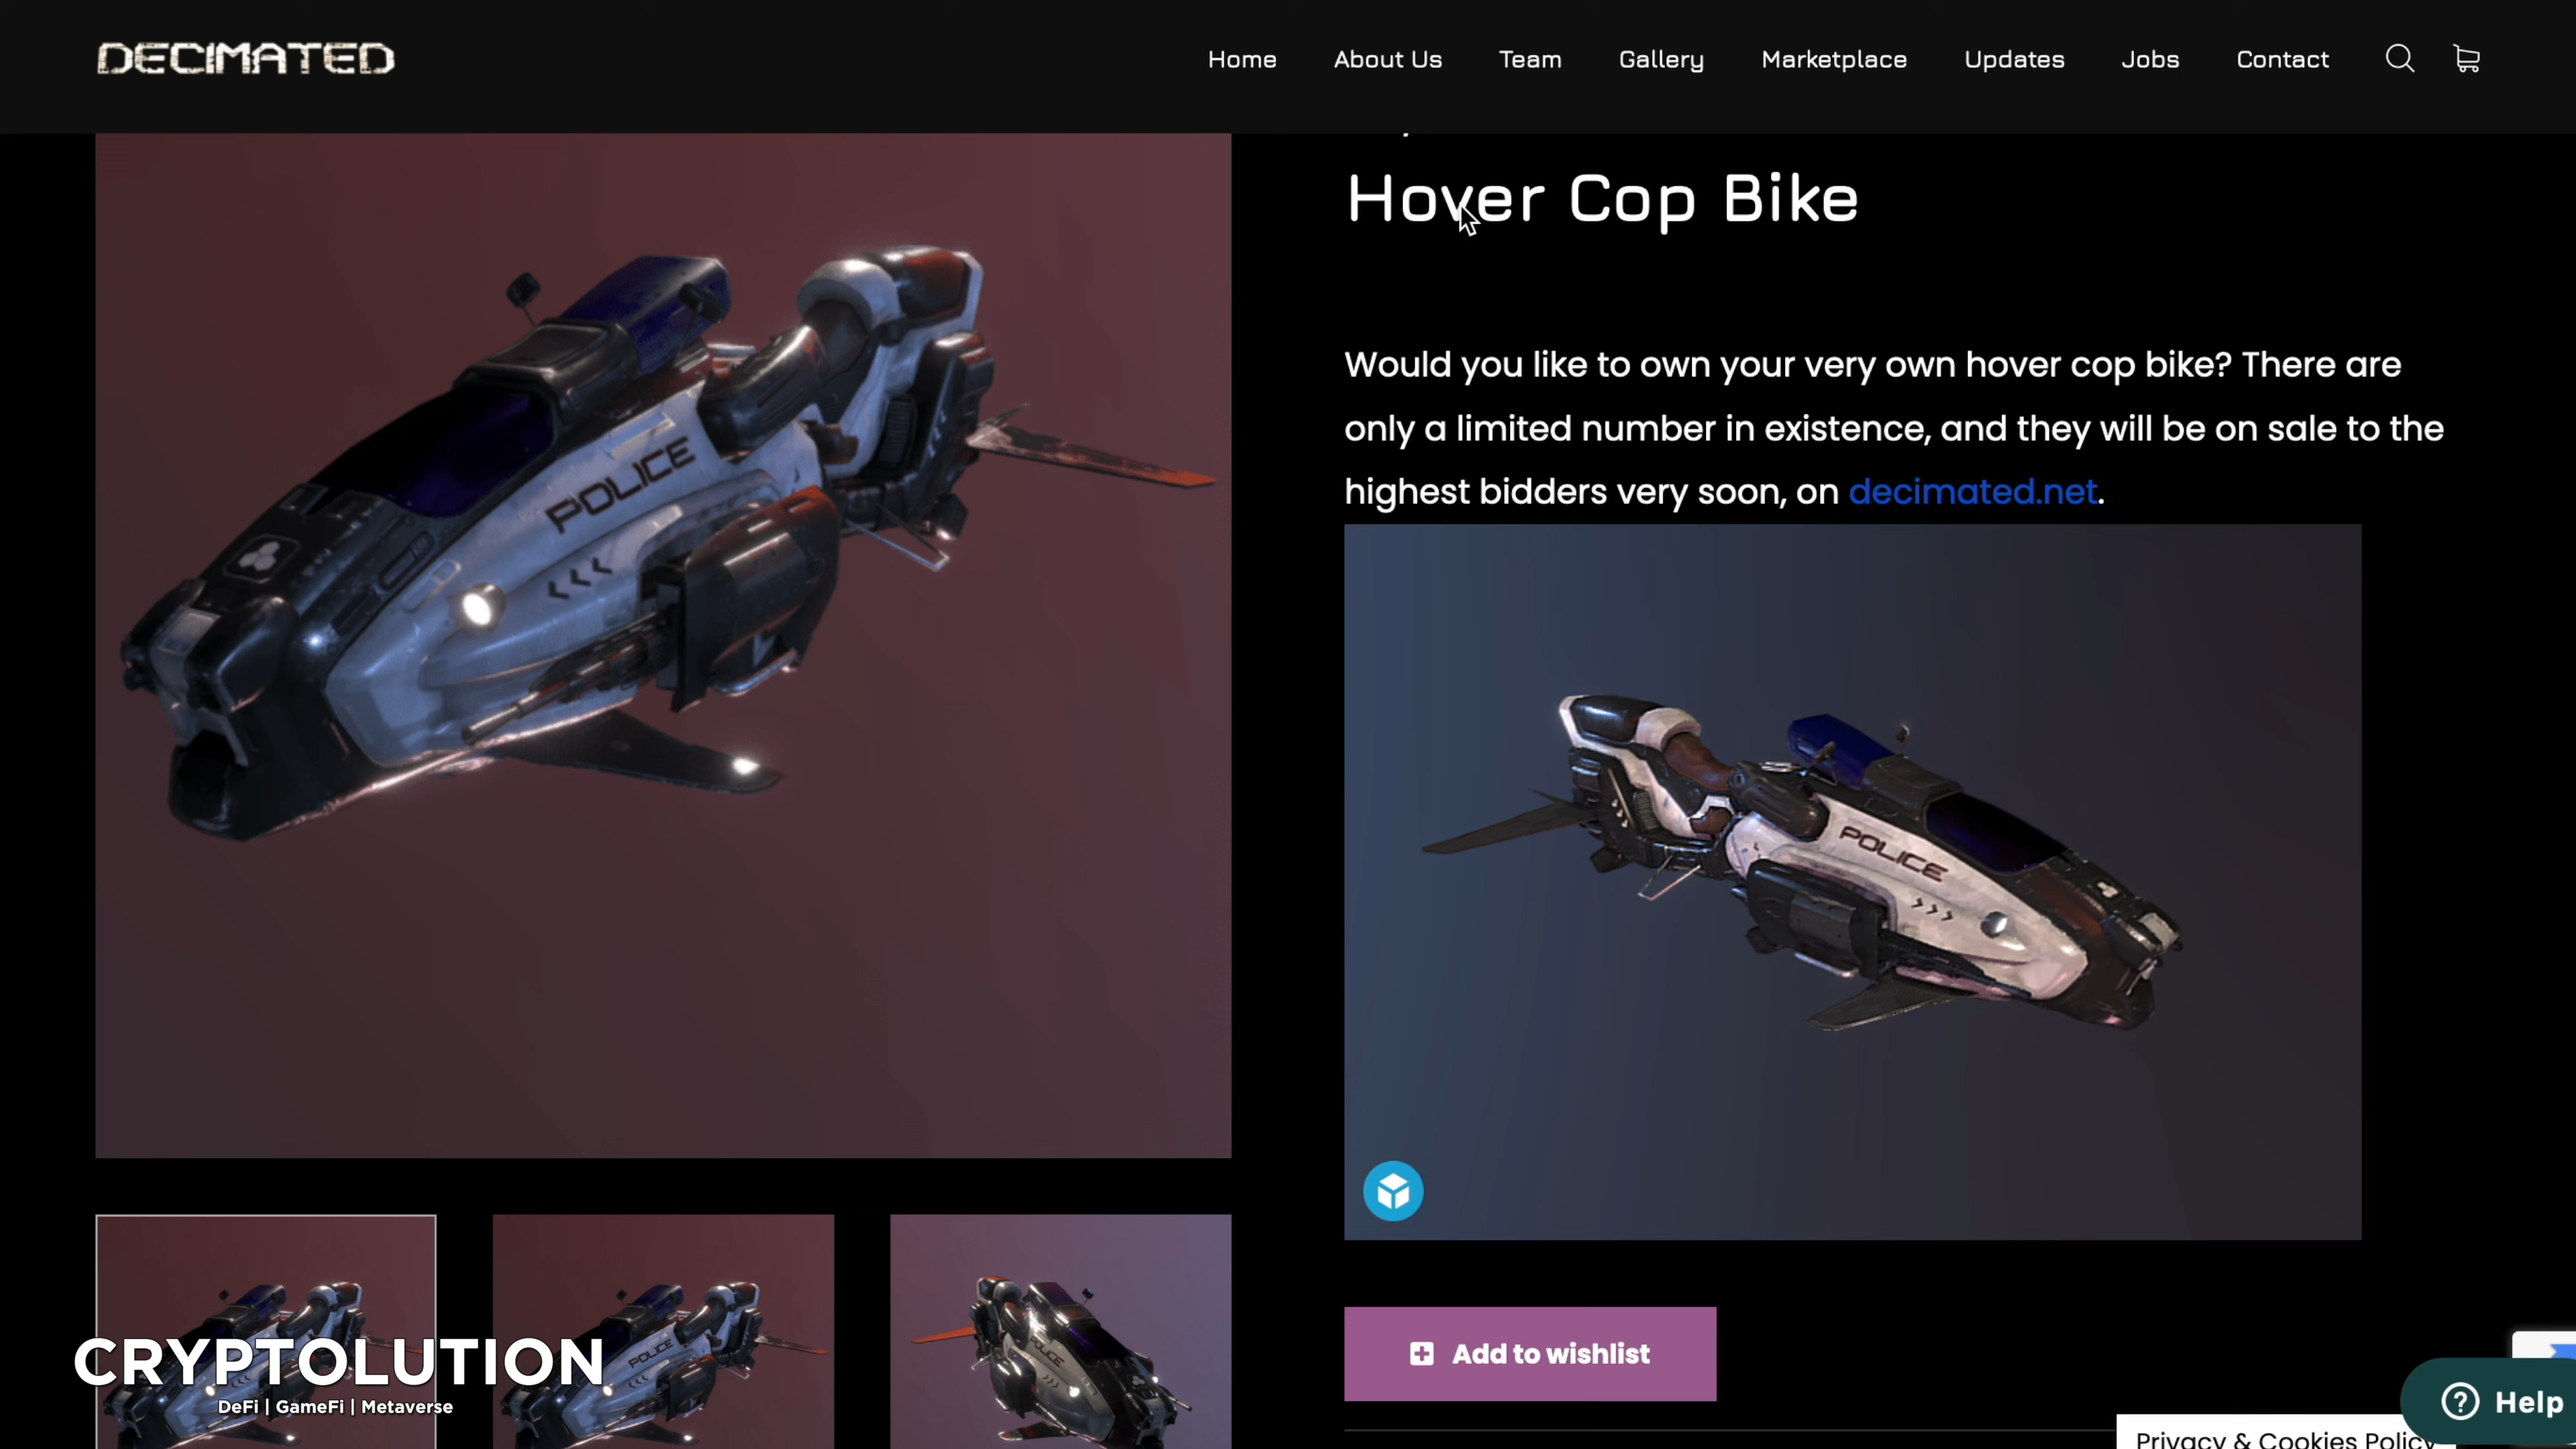 DECIMATED
Home About Us Team Gallery Marketplace Updates Jobs Contact
Hover Cop Bike
Would you like to own your very own hover cop bike? There are
only a limited number in existence, and they will be on sale to the
highest bidders very soon, on decimated.net.
POLICE
POLICE
Add to wishlist
POLICE
POLICE
CRYPTOLUTION
DeFi | GameFi | Metaverse
Help
Privacy & Cookies Policy